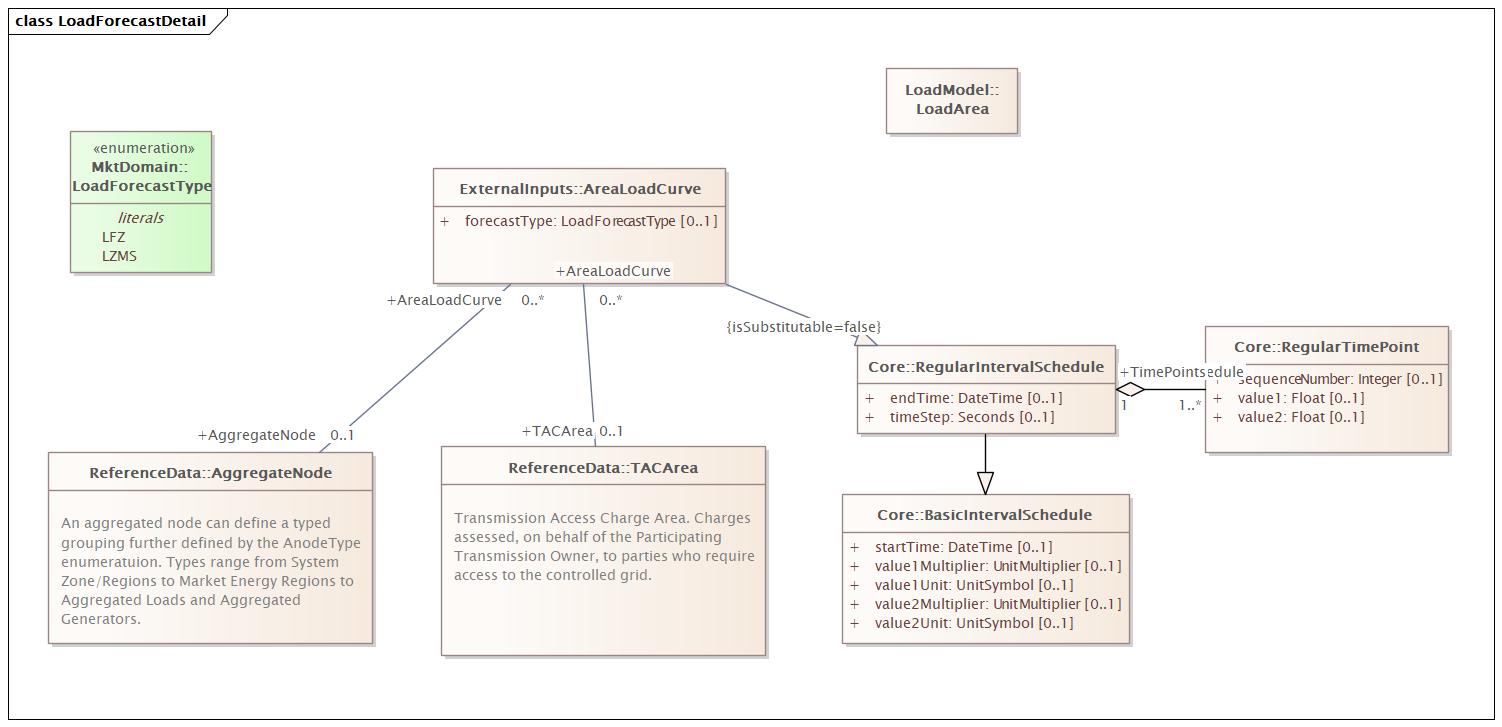 class LoadForecastDetail
LoadModel::
LoadArea
«enumeration»
MktDomain::
LoadForecastType
literals
LFZ
LZMS
ExternalInputs::AreaLoadCurve
+ forecastType: LoadForecastType [0..1]
+AreaLoadCurve
+AreaLoadCurve 0..*
0..*
{isSubstitutable=false}
Core::RegularIntervalSchedule
+ endTime: DateTime [0..1]
+ timeStep: Seconds [0..1]
+TimePoints
1
1..*
Core::RegularTimePoint
+ sequenceNumber: Integer [0..1]
+ value1: Float [0..1]
+ value2: Float [0..1]
+AggregateNode 0..1
+TACArea 0..1
ReferenceData::AggregateNode
An aggregated node can define a typed
grouping further defined by the AnodeType
enumeratuion. Types range from System
Zone/Regions to Market Energy Regions to
Aggregated Loads and Aggregated
Generators.
ReferenceData::TACArea
Transmission Access Charge Area. Charges
assessed, on behalf of the Participating
Transmission Owner, to parties who require
access to the controlled grid.
Core::BasicIntervalSchedule
+ startTime: DateTime [0..1]
+ value1Multiplier: UnitMultiplier [0..1]
+ value1Unit: UnitSymbol [0..1]
+ value2Multiplier: UnitMultiplier [0..1]
+ value2Unit: UnitSymbol [0..1]